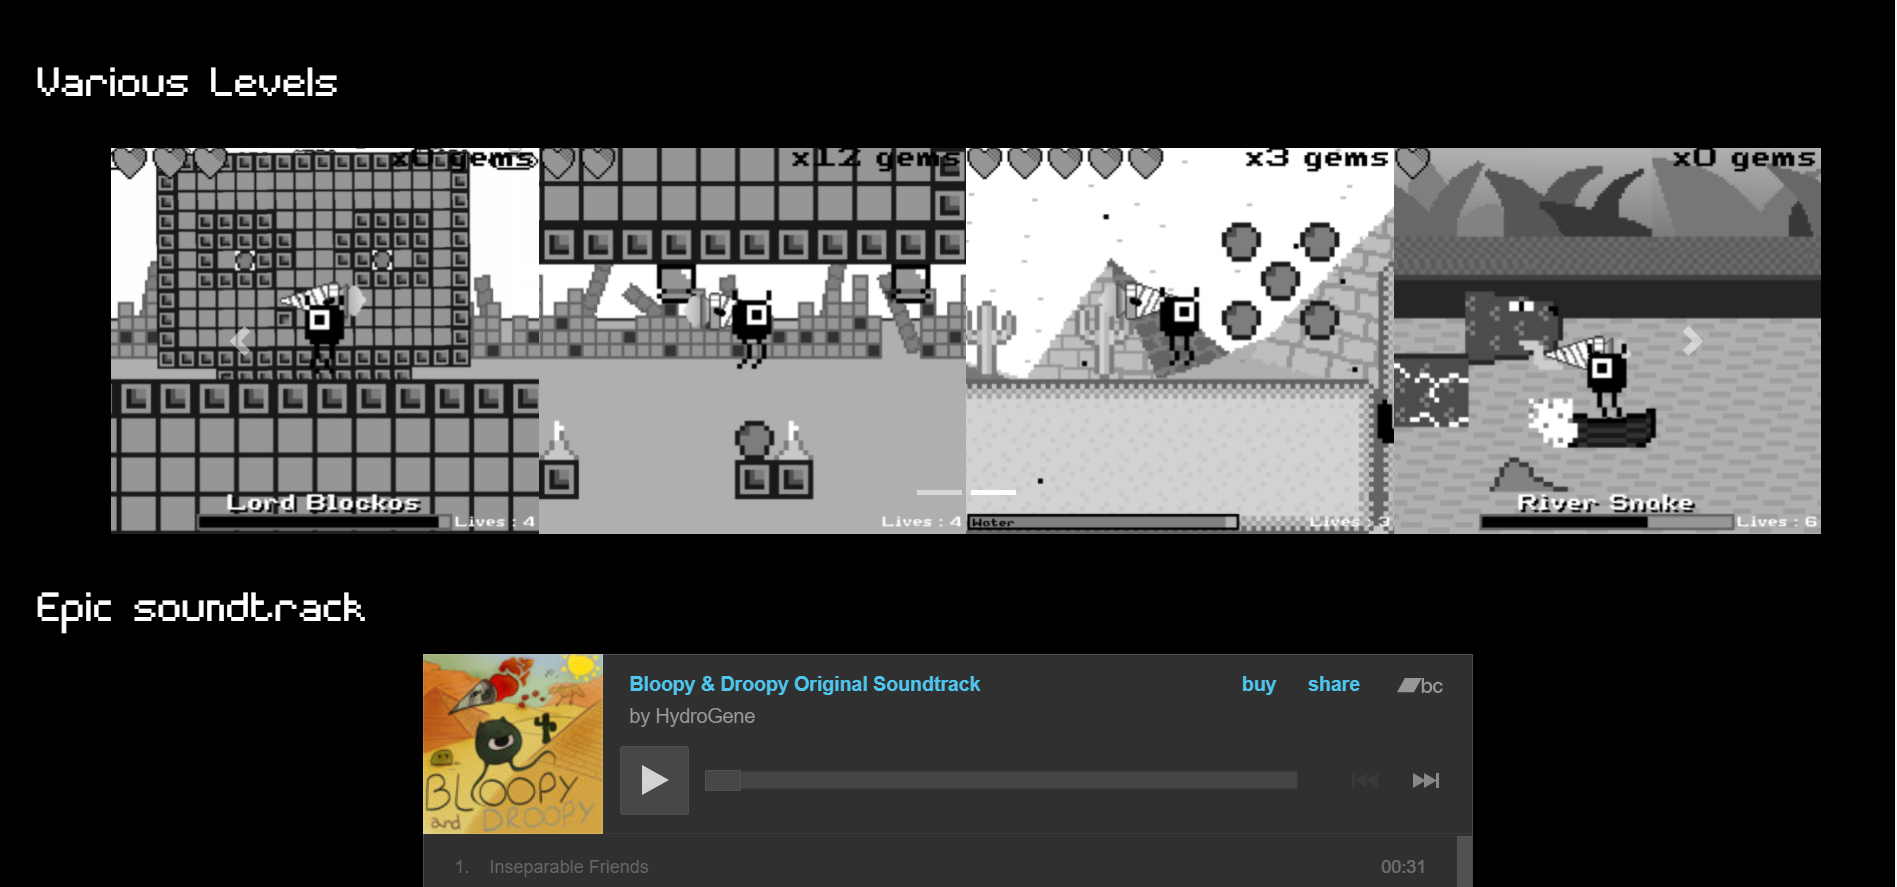 Various Levels
x0 gems
x12 gems
x3 gems
x0 gems
Lord Blockos
Lives : 4
Lives : 4
Water
Lives : 3
River Snake
Lives : 6
Epic soundtrack
Bloopy & Droopy Original Soundtrack
buy
share
bc
by HydroGene
BLOOPY
and DROOPY
1. Inseparable Friends 00:31